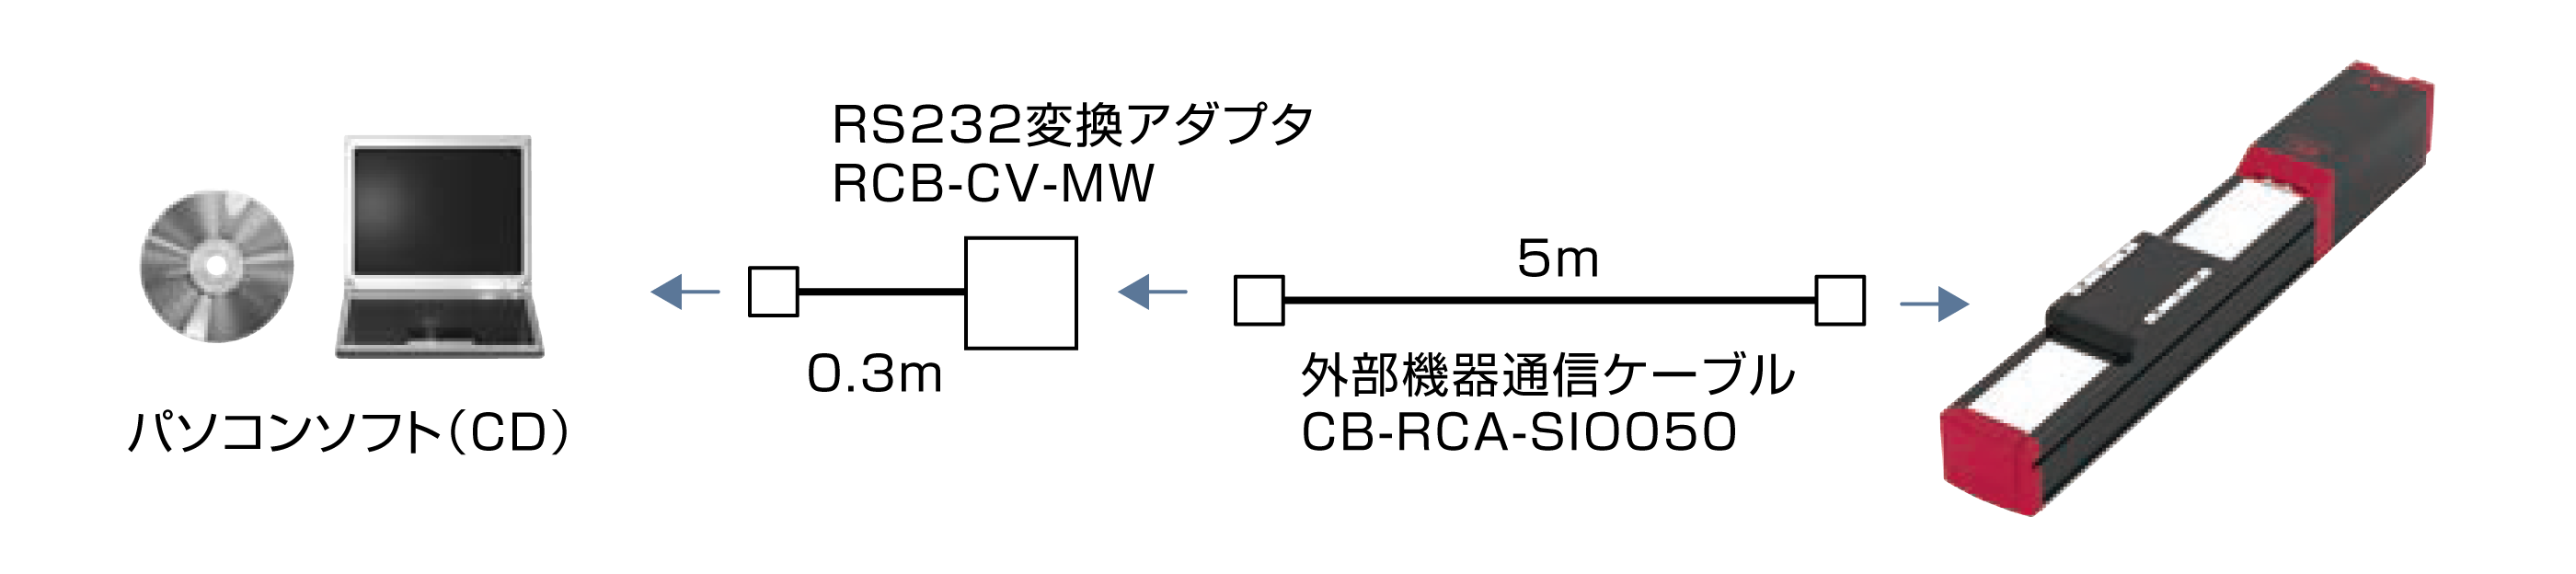 RS232変換アダプタ
RCB-CV-MW
5m
0.3m
外部機器通信ケーブル
CB-RCA-SIO050
パソコンソフト（CD）